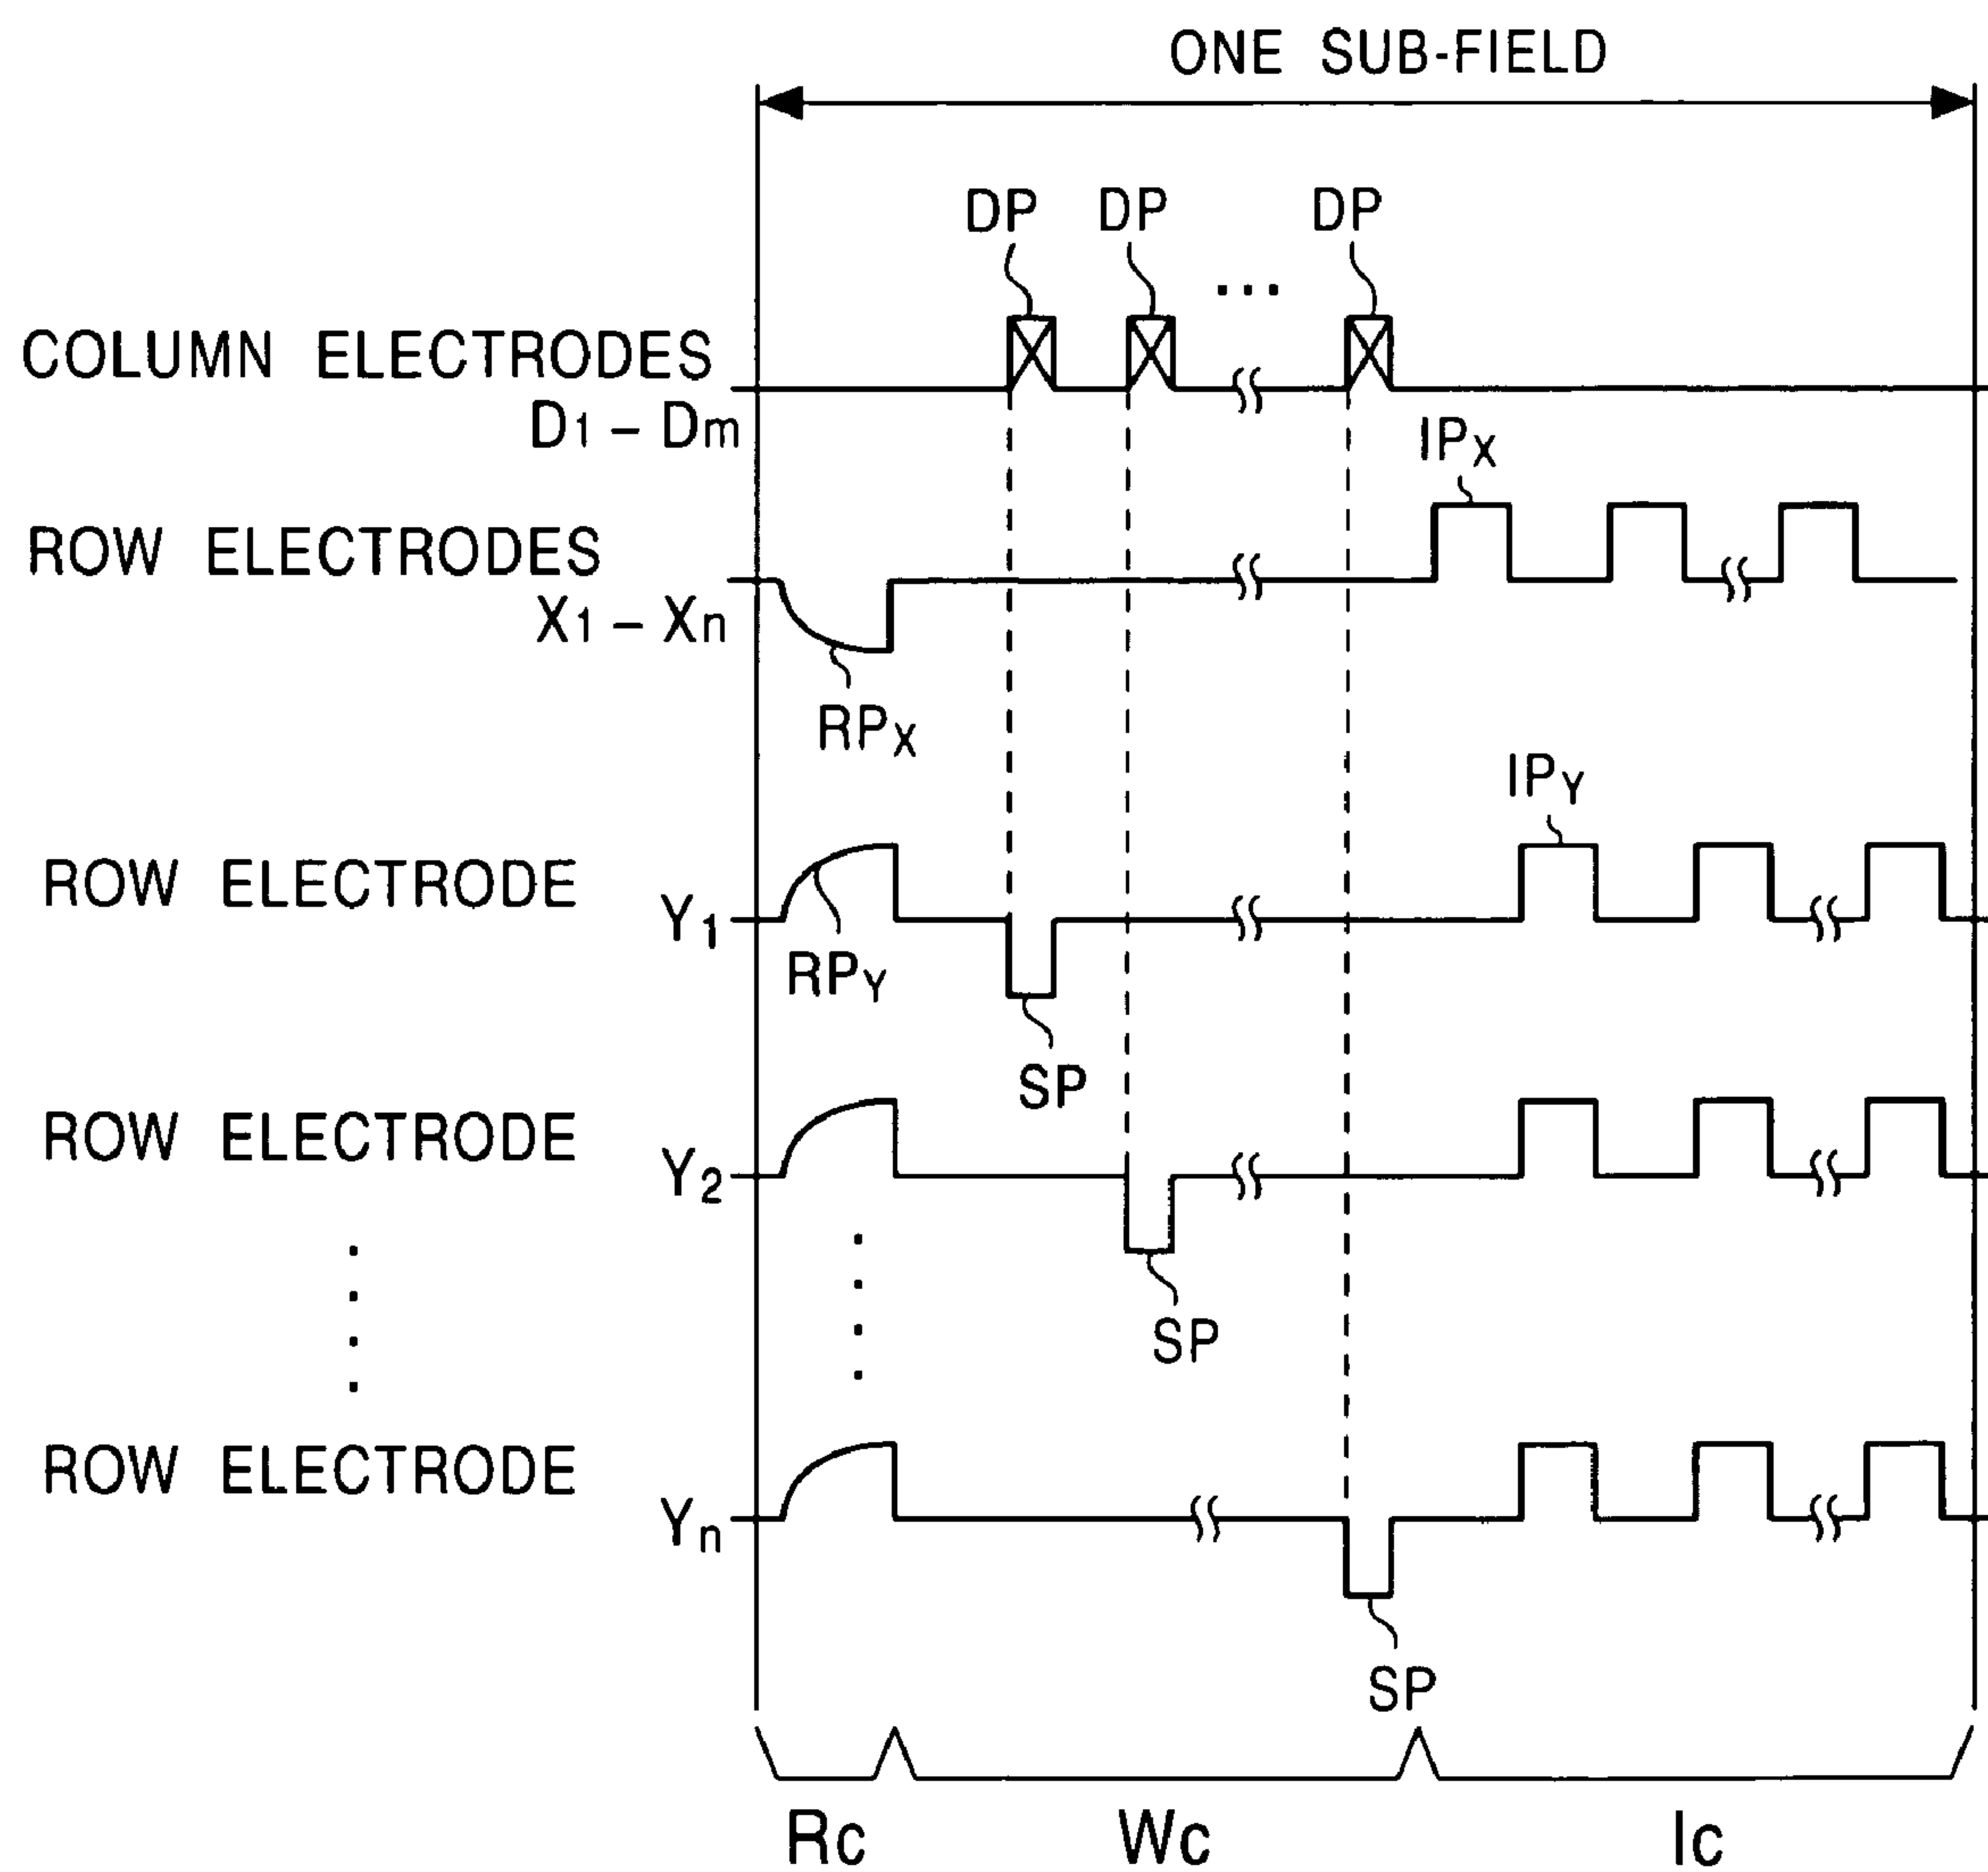 ONE SUB-FIELD
DP DP DP
...
COLUMN ELECTRODES
D1 – Dm
IPX
ROW ELECTRODES
X1 – Xn
RPX
IPY
ROW ELECTRODE Y1
RPY
SP
ROW ELECTRODE Y2
SP
ROW ELECTRODE Yn
SP
Rc Wc Ic